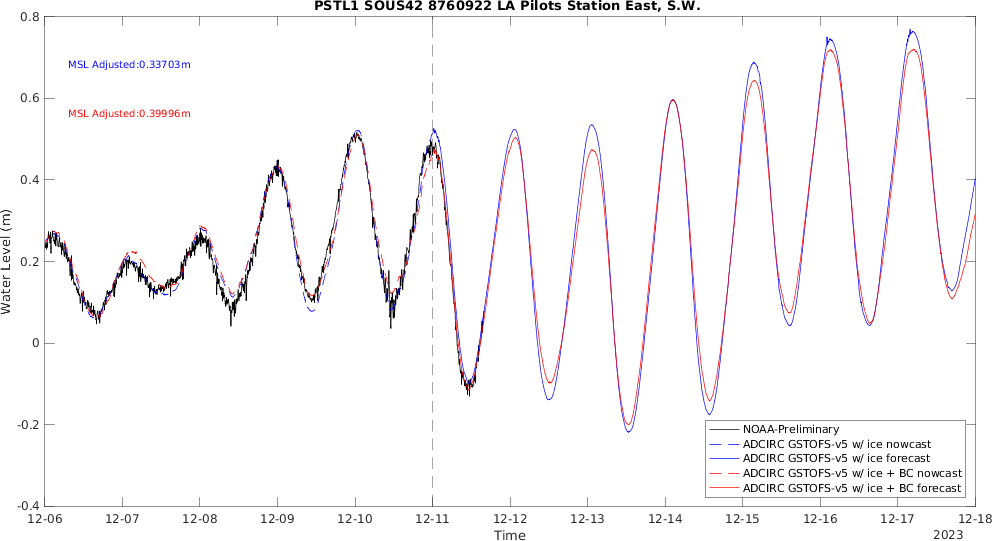 PSTL1 SOUS42 8760922 LA Pilots Station East, S.W.
0.8
MSL Adjusted:0.33703m
0.6
MSL Adjusted:0.39996m
0.4
0.2
0
-0.2
-0.4
Water Level (m)
NOAA-Preliminary
ADCIRC GSTOFS-v5 w/ ice nowcast
ADCIRC GSTOFS-v5 w/ ice forecast
ADCIRC GSTOFS-v5 w/ ice + BC nowcast
ADCIRC GSTOFS-v5 w/ ice + BC forecast
12-06 12-07 12-08 12-09 12-10 12-11 12-12 12-13 12-14 12-15 12-16 12-17 12-18
Time
2023